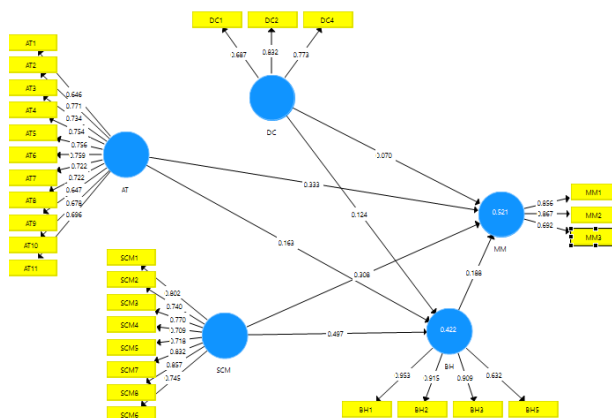 DC1
DC2
DC4
0.687
0.832
0.773
DC
AT1
AT2
AT3
AT4
AT5
AT6
AT7
AT8
AT9
AT10
AT11
0.646
0.771
0.734
0.754
0.756
0.759
0.722
0.722
0.647
0.678
0.696
AT
0.070
0.333
0.124
0.163
0.308
0.497
0.188
0.521
MM
0.856
0.867
0.692
MM1
MM2
MM3
SCM1
SCM2
SCM3
SCM4
SCM5
SCM7
SCM8
SCM6
0.802
0.740
0.770
0.709
0.718
0.832
0.857
0.745
SCM
0.422
BH
0.953
0.915
0.909
0.632
BH1
BH2
BH3
BH5